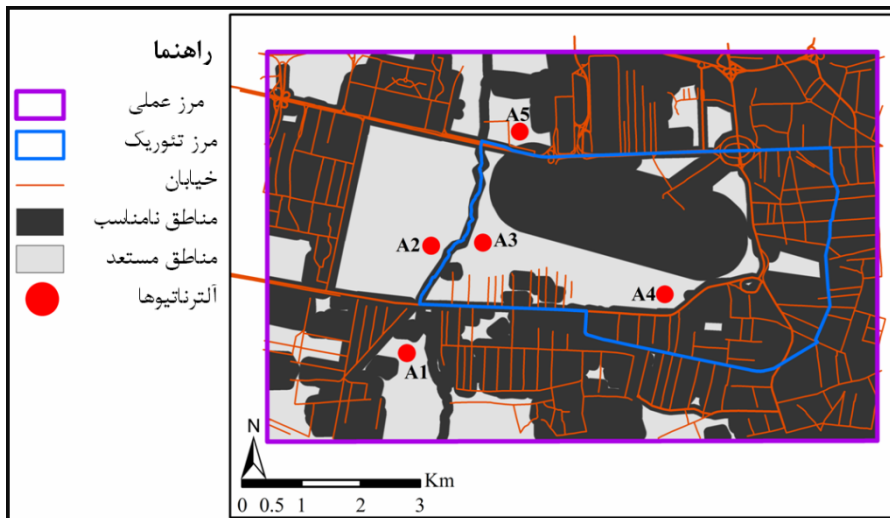 راهنما
مرز عملی
مرز تئوریک
خیابان
مناطق نامناسب
مناطق مستعد
آلترناتیوها
A5
A2
A3
A4
A1
N
Km
0 0.5 1 2 3